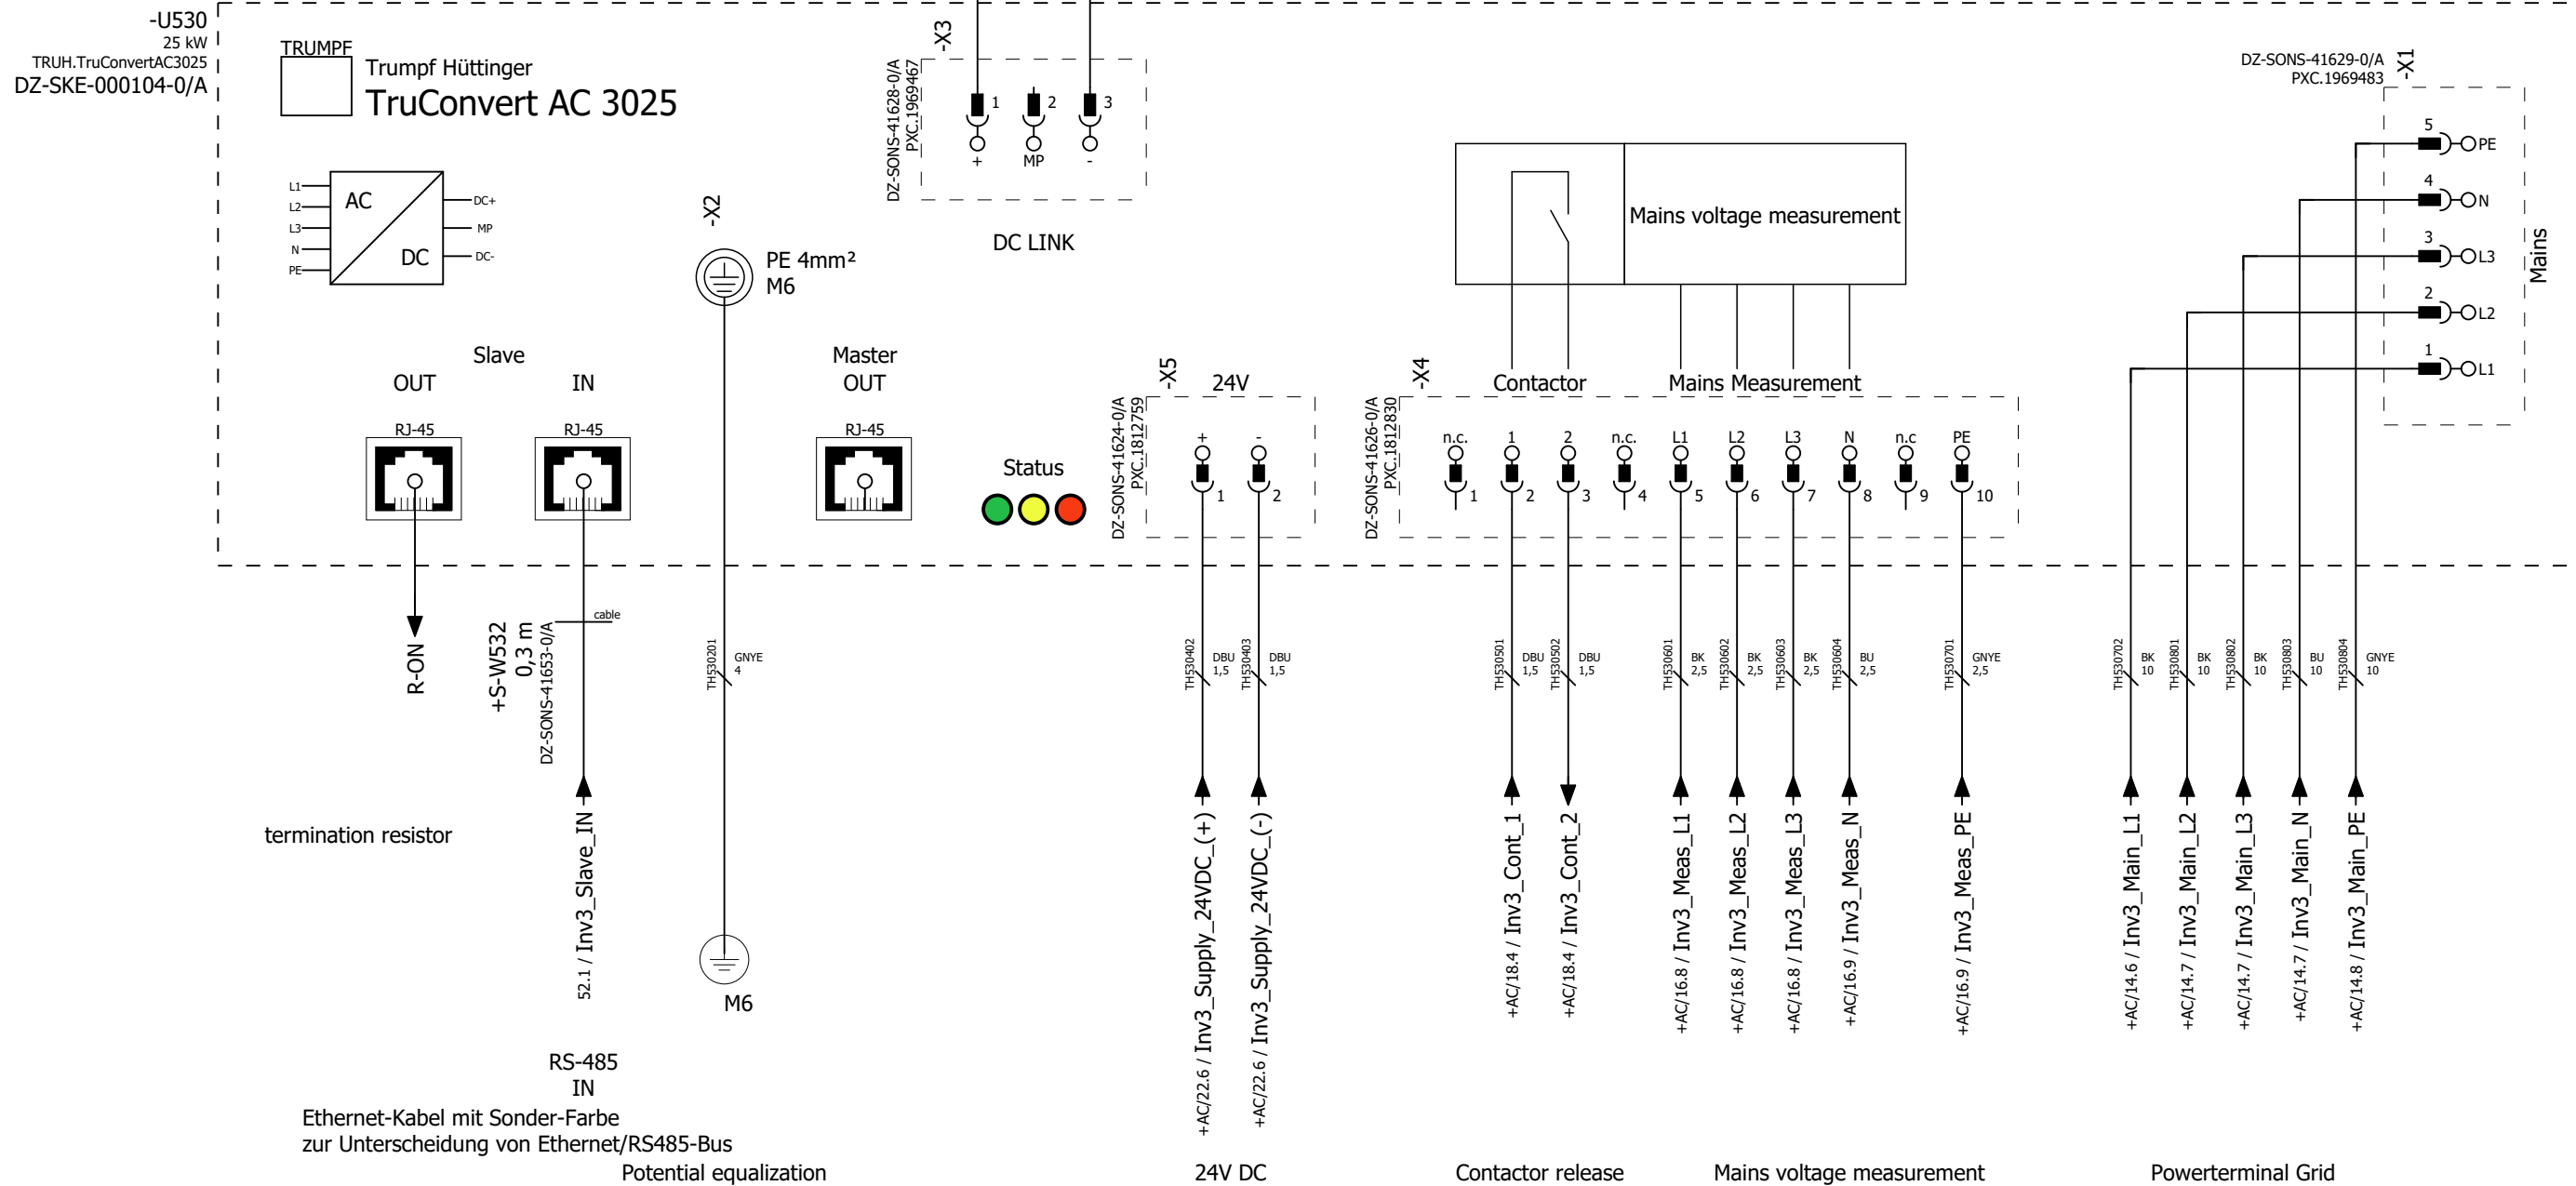 -U530
25 kW
TRUH.TruConvertAC3025
DZ-SKE-000104-0/A
TRUMPF
Trumpf Hüttinger
TruConvert AC 3025
L1
L2
L3
N
PE
AC
DC
DC+
MP
DC-
-X2
PE 4mm²
M6
-X3
DZ-SONS-41628-0/A
PXC.1969467
1
2
3
+
MP
-
DC LINK
Mains voltage measurement
DZ-SONS-41629-0/A
PXC.1969483
-X1
5
PE
4
N
3
L3
2
L2
1
L1
Mains
Slave
OUT
IN
Master
OUT
RJ-45
RJ-45
RJ-45
Status
-X5
24V
DZ-SONS-41624-0/A
PXC.1812759
+
-
1
2
-X4
Contactor
Mains Measurement
DZ-SONS-41626-0/A
PXC.1812830
n.c.
1
2
n.c.
L1
L2
L3
N
n.c
PE
1
2
3
4
5
6
7
8
9
10
R-ON
+S-W532
0,3 m
DZ-SONS-41653-0/A
cable
TH530201
GNYE
4
TH530402
DBU
1,5
TH530403
DBU
1,5
TH530501
DBU
1,5
TH530502
DBU
1,5
TH530601
BK
2,5
TH530602
BK
2,5
TH530603
BK
2,5
TH530604
BU
2,5
TH530701
GNYE
2,5
TH530702
BK
10
TH530801
BK
10
TH530802
BK
10
TH530803
BU
10
TH530804
GNYE
10
termination resistor
52.1 / Inv3_Slave_IN
M6
+AC/22.6 / Inv3_Supply_24VDC_(+)
+AC/22.6 / Inv3_Supply_24VDC_(-)
+AC/18.4 / Inv3_Cont_1
+AC/18.4 / Inv3_Cont_2
+AC/16.8 / Inv3_Meas_L1
+AC/16.8 / Inv3_Meas_L2
+AC/16.8 / Inv3_Meas_L3
+AC/16.9 / Inv3_Meas_N
+AC/16.9 / Inv3_Meas_PE
+AC/14.6 / Inv3_Main_L1
+AC/14.7 / Inv3_Main_L2
+AC/14.7 / Inv3_Main_L3
+AC/14.7 / Inv3_Main_N
+AC/14.8 / Inv3_Main_PE
RS-485
IN
Ethernet-Kabel mit Sonder-Farbe
zur Unterscheidung von Ethernet/RS485-Bus
Potential equalization
24V DC
Contactor release
Mains voltage measurement
Powerterminal Grid